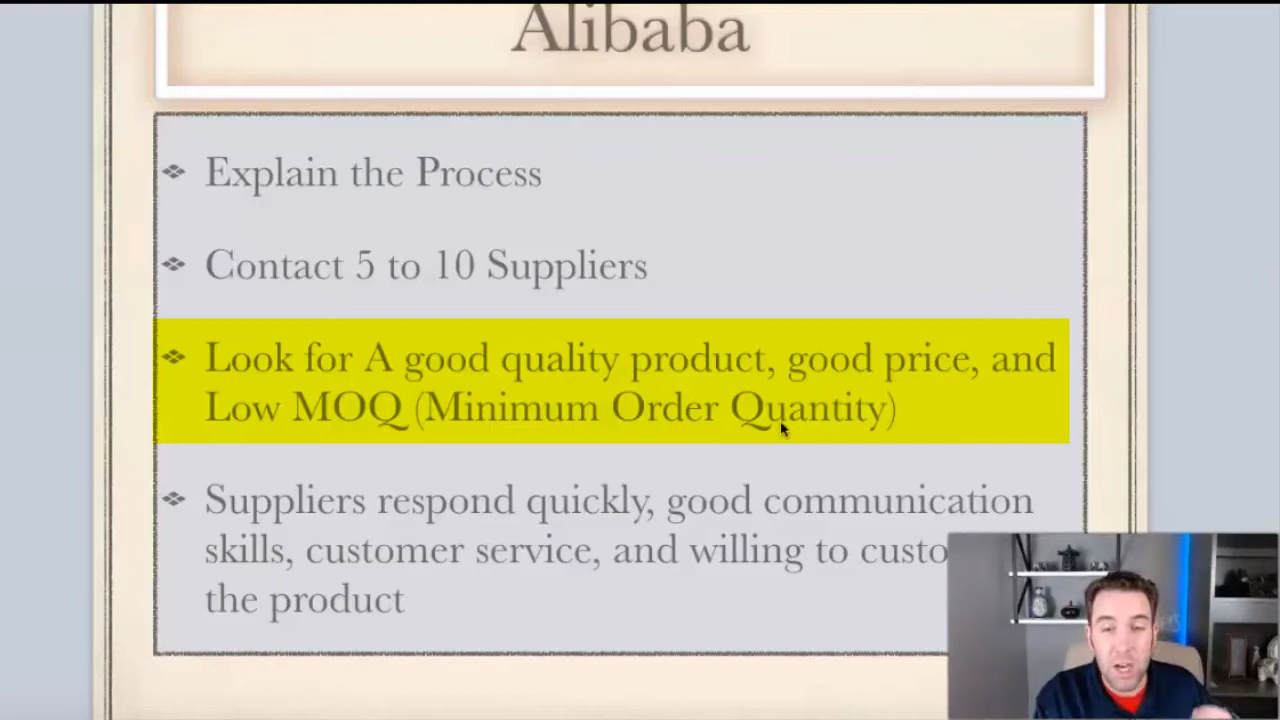 Alibaba
Explain the Process
Contact 5 to 10 Suppliers
Look for A good quality product, good price, and
Low MOQ (Minimum Order Quantity)
Suppliers respond quickly, good communication
skills, customer service, and willing to custo
the product